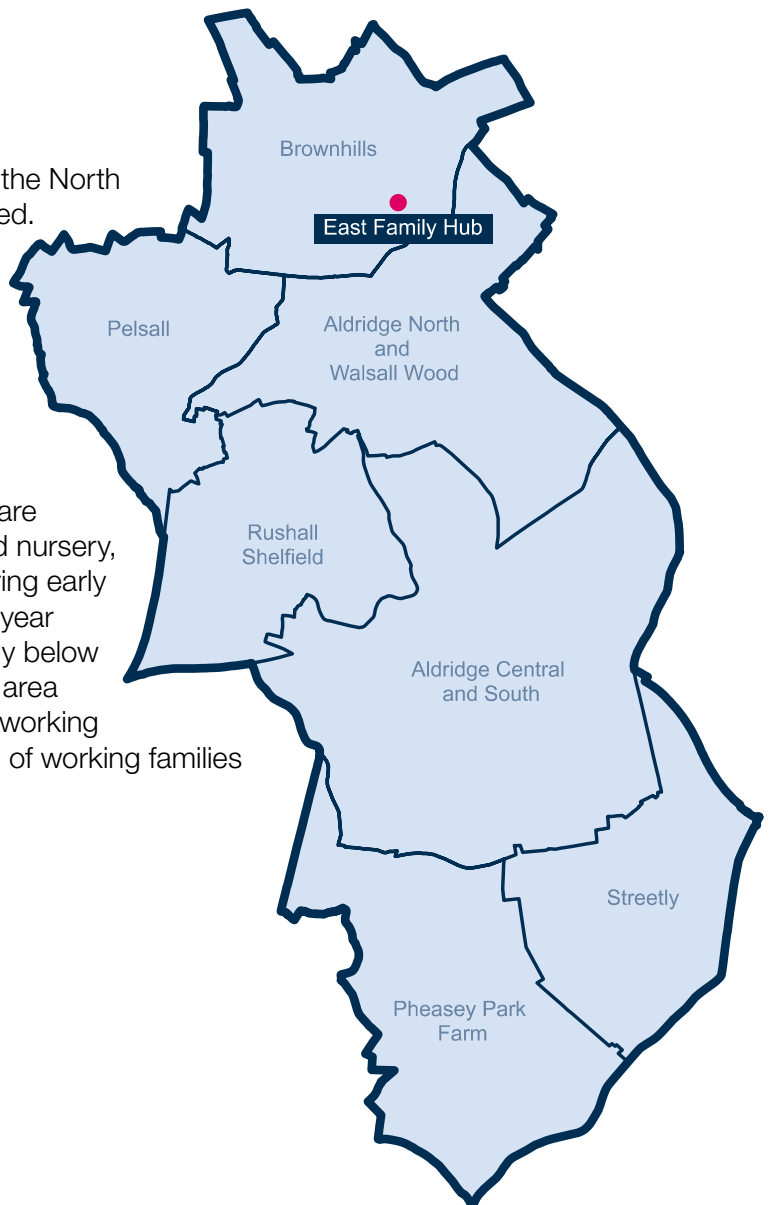 Brownhills
the North
ed.
East Family Hub
Pelsall
Aldridge North
and
Walsall Wood
are
d nursery,
ing early
year
y below
area
working
of working families
Rushall
Shelfield
Aldridge Central
and South
Streetly
Pheasey Park
Farm